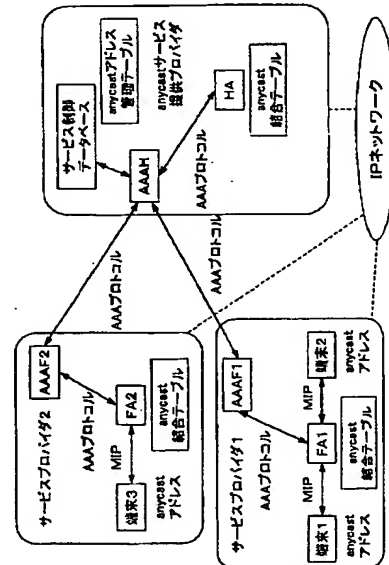 サービス制御
データベース
anycastアドレス
管理テーブル
anycastサービス
提供プロバイダ
AAAH
AAAプロトコル
HA
anycast
結合テーブル
AAAプロトコル
AAAプロトコル
サービスプロバイダ2
AAAF2
AAAプロトコル
FA2
MIP
端末3
anycast
アドレス
anycast
結合テーブル
サービスプロバイダ1
AAAF1
AAAプロトコル
端末1
anycast
アドレス
MIP
FA1
anycast
結合テーブル
MIP
端末2
anycast
アドレス
IPネットワーク